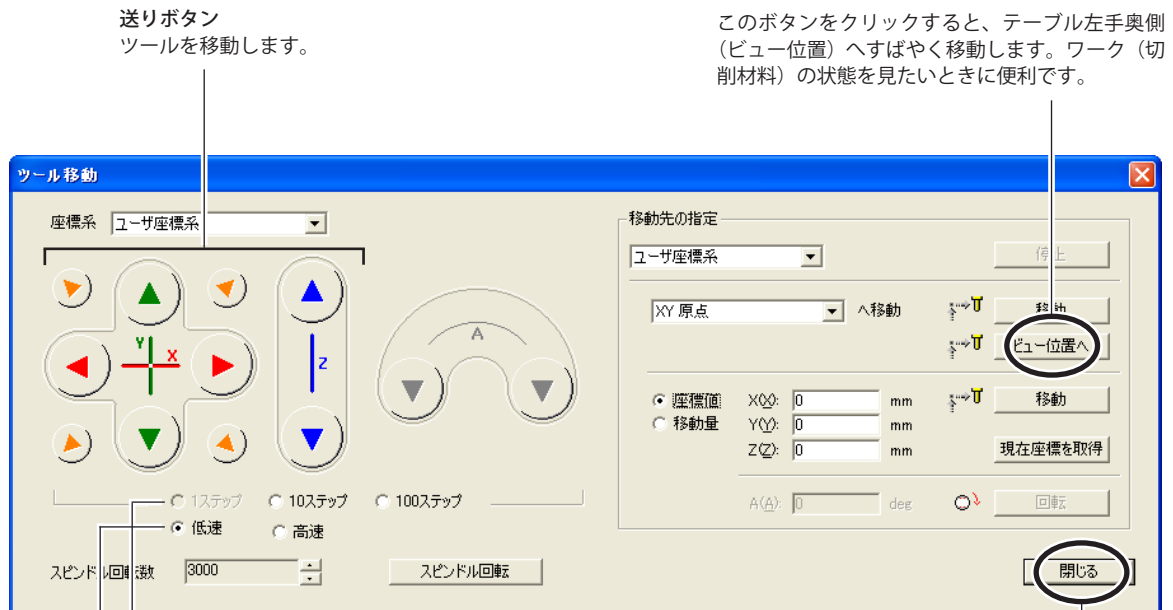 送りボタン
ツールを移動します。
このボタンをクリックすると、テーブル左手奥側
（ビュー位置）へすばやく移動します。ワーク（切
削材料）の状態を見たいときに便利です。
ツール移動
座標系 ユーザ座標系
Y
X
Z
A
1ステップ 10ステップ 100ステップ
低速 高速
スピンドル回転数 3000 スピンドル回転
移動先の指定
ユーザ座標系 停止
XY 原点 へ移動 移動
ビュー位置へ
座標値 X(X): 0 mm 移動
移動量 Y(Y): 0 mm
Z(Z): 0 mm 現在座標を取得
A(A): 0 deg 回転
閉じる